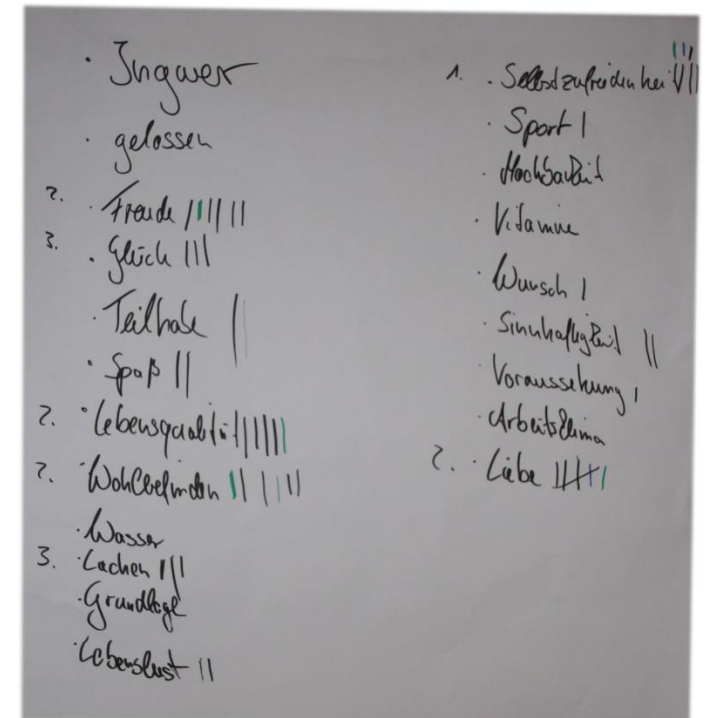 · Ingwer
· gelassen
2. · Freude ||||| ||
3. · Glück |||
· Teilhabe ||
· Spaß ||
2. · Lebensqualität
2. · Wohlbefinden
· Wasser
3. · Lachen |||
· Grundlage
· Lebenslust ||
1. · Selbstzufriedenheit
· Sport |
· Machbarkeit
· Vitamine
· Wunsch |
· Sinnhaftigkeit ||
· Voraussetzung |
· Arbeitsklima
2. · Liebe